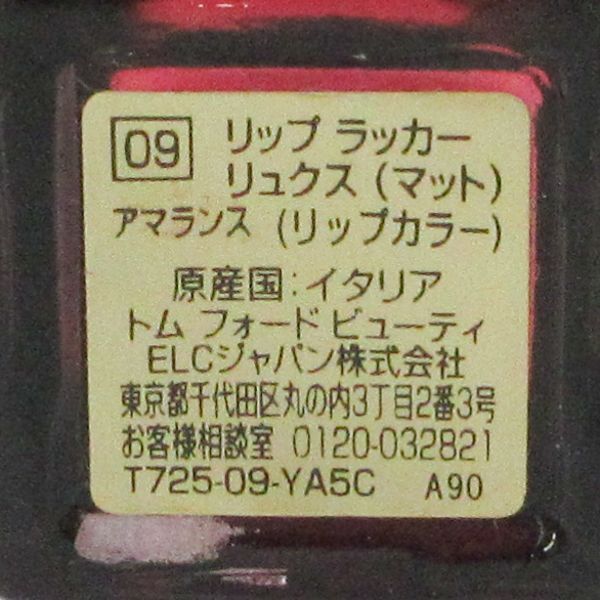 09 リップ ラッカー
リュクス (マット)
アマランス (リップカラー)
原産国:イタリア
トム フォード ビューティ
ELCジャパン株式会社
東京都千代田区丸の内3丁目2番3号
お客様相談室 0120-032821
T725-09-YA5C A90